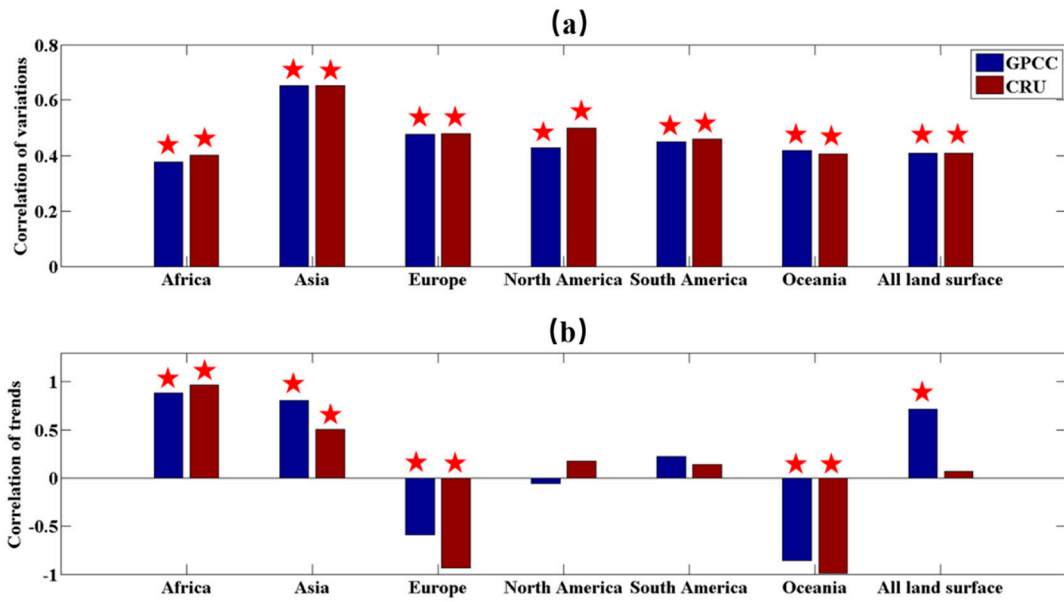 (a)
Correlation of variations
0.8
0.6
0.4
0.2
0
GPCC
CRU
Africa Asia Europe North America South America Oceania All land surface
(b)
Correlation of trends
1
0.5
0
-0.5
-1
Africa Asia Europe North America South America Oceania All land surface